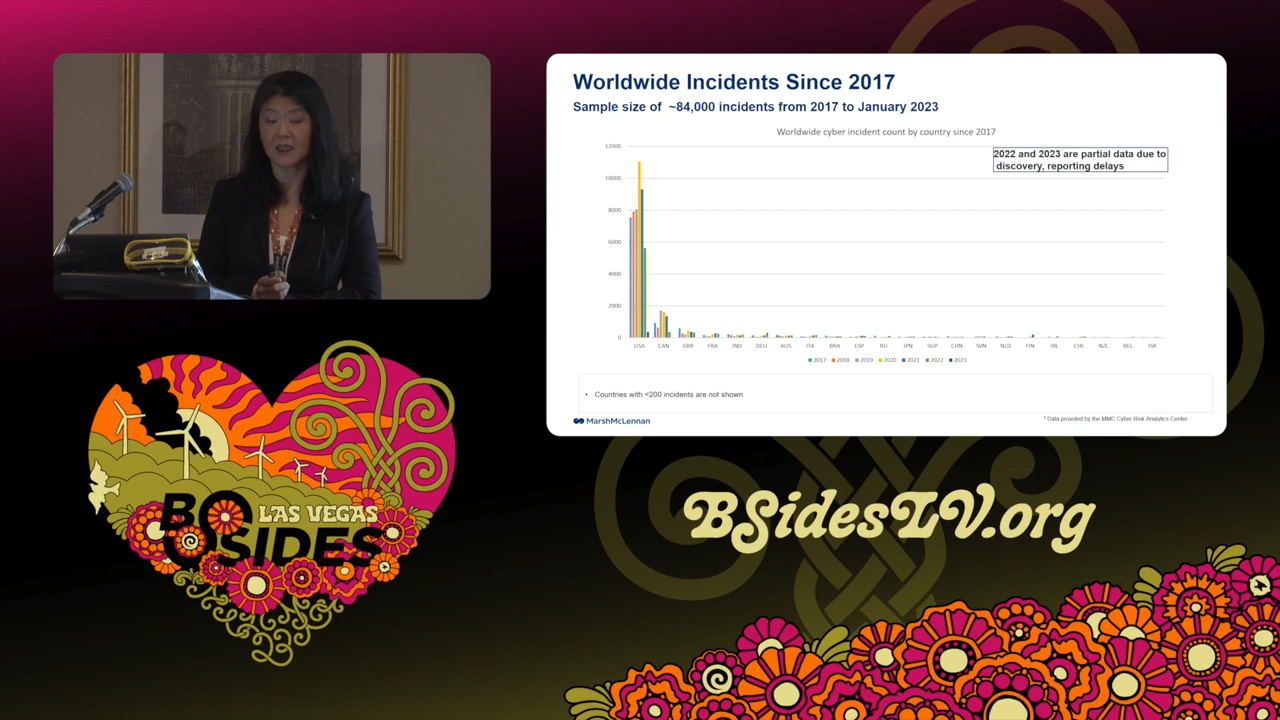 Worldwide Incidents Since 2017
Sample size of ~84,000 incidents from 2017 to January 2023
Worldwide cyber incident count by country since 2017
2022 and 2023 are partial data due to
discovery, reporting delays
12000
10000
8000
6000
4000
2000
0
USA CAN GBR FRA IND DEU AUS ITA BRA ESP RU JPN SGP CHN SVN NLD FIN IRL CHE NZL BEL ISR
2017 2018 2019 2020 2021 2022 2023
• Countries with <200 incidents are not shown
MarshMcLennan
* Data provided by the MMC Cyber Risk Analytics Center
LAS VEGAS
BSIDES
23
BSidesLV.org